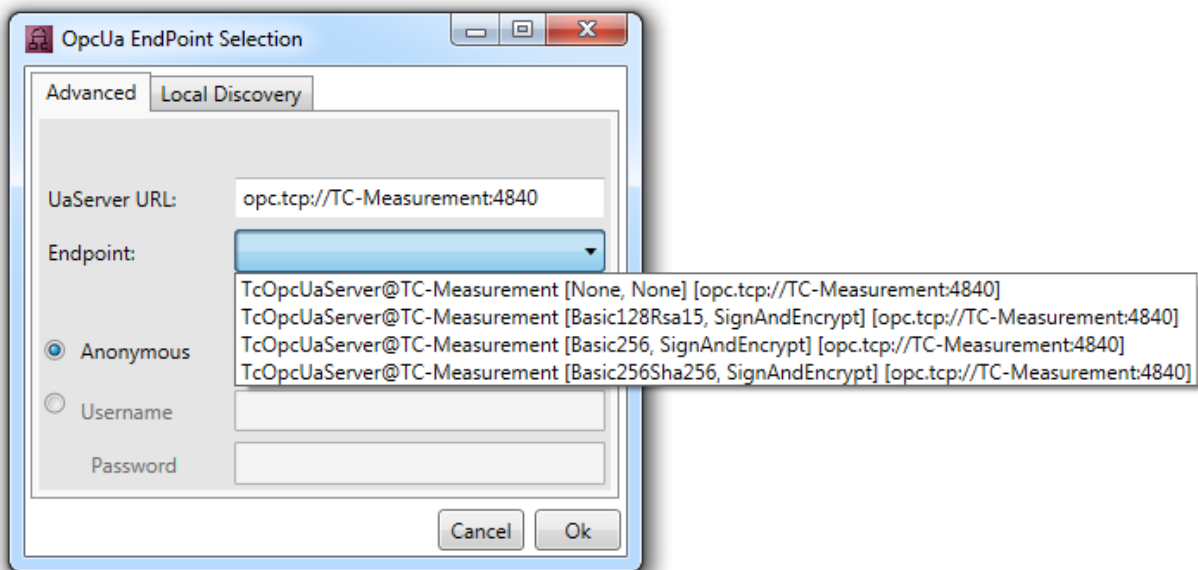 OpcUa EndPoint Selection
Advanced
Local Discovery
UaServer URL:
opc.tcp://TC-Measurement:4840
Endpoint:
TcOpcUaServer@TC-Measurement [None, None] [opc.tcp://TC-Measurement:4840]
TcOpcUaServer@TC-Measurement [Basic128Rsa15, SignAndEncrypt] [opc.tcp://TC-Measurement:4840]
TcOpcUaServer@TC-Measurement [Basic256, SignAndEncrypt] [opc.tcp://TC-Measurement:4840]
TcOpcUaServer@TC-Measurement [Basic256Sha256, SignAndEncrypt] [opc.tcp://TC-Measurement:4840]
Anonymous
Username
Password
Cancel
Ok